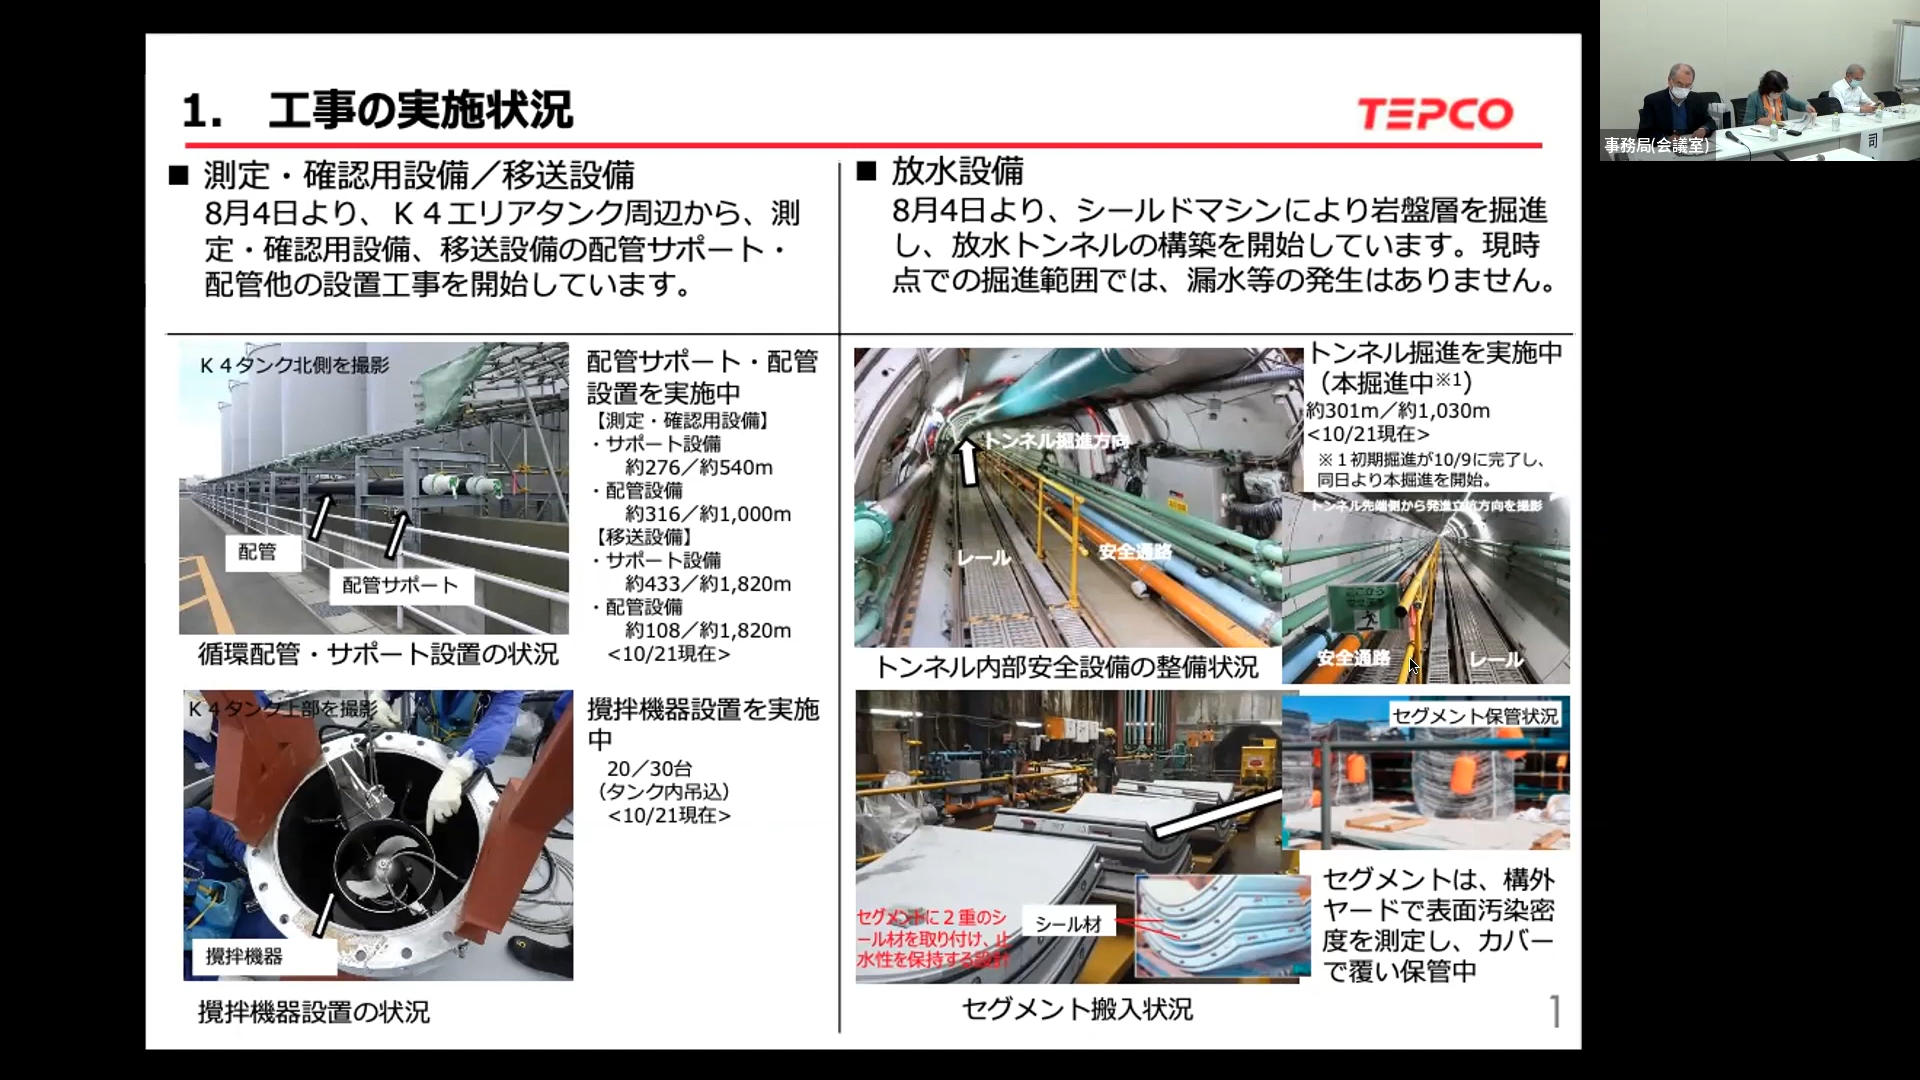 1. 工事の実施状況
TEPCO
■ 測定・確認用設備／移送設備
8月4日より、Ｋ４エリアタンク周辺から、測
定・確認用設備、移送設備の配管サポート・
配管他の設置工事を開始しています。
Ｋ４タンク北側を撮影
配管
配管サポート
循環配管・サポート設置の状況
配管サポート・配管
設置を実施中
【測定・確認用設備】
・サポート設備
約276／約540m
・配管設備
約316／約1,000m
【移送設備】
・サポート設備
約433／約1,820m
・配管設備
約108／約1,820m
<10/21現在>
Ｋ４タンク上部を撮影
攪拌機器
攪拌機器設置の状況
攪拌機器設置を実施
中
20／30台
（タンク内吊込）
<10/21現在>
■ 放水設備
8月4日より、シールドマシンにより岩盤層を掘進
し、放水トンネルの構築を開始しています。現時
点での掘進範囲では、漏水等の発生はありません。
トンネル掘進方向
レール
安全通路
トンネル内部安全設備の整備状況
トンネル掘進を実施中
（本掘進中※1）
約301m／約1,030m
<10/21現在>
※１初期掘進が10/9に完了し、
同日より本掘進を開始。
トンネル先端側から発進立坑方向を撮影
安全通路
レール
セグメント保管状況
セグメントに２重のシ
ール材を取り付け、止
水性を保持する設計
シール材
セグメント搬入状況
セグメントは、構外
ヤードで表面汚染密
度を測定し、カバー
で覆い保管中
1
事務局(会議室)
司